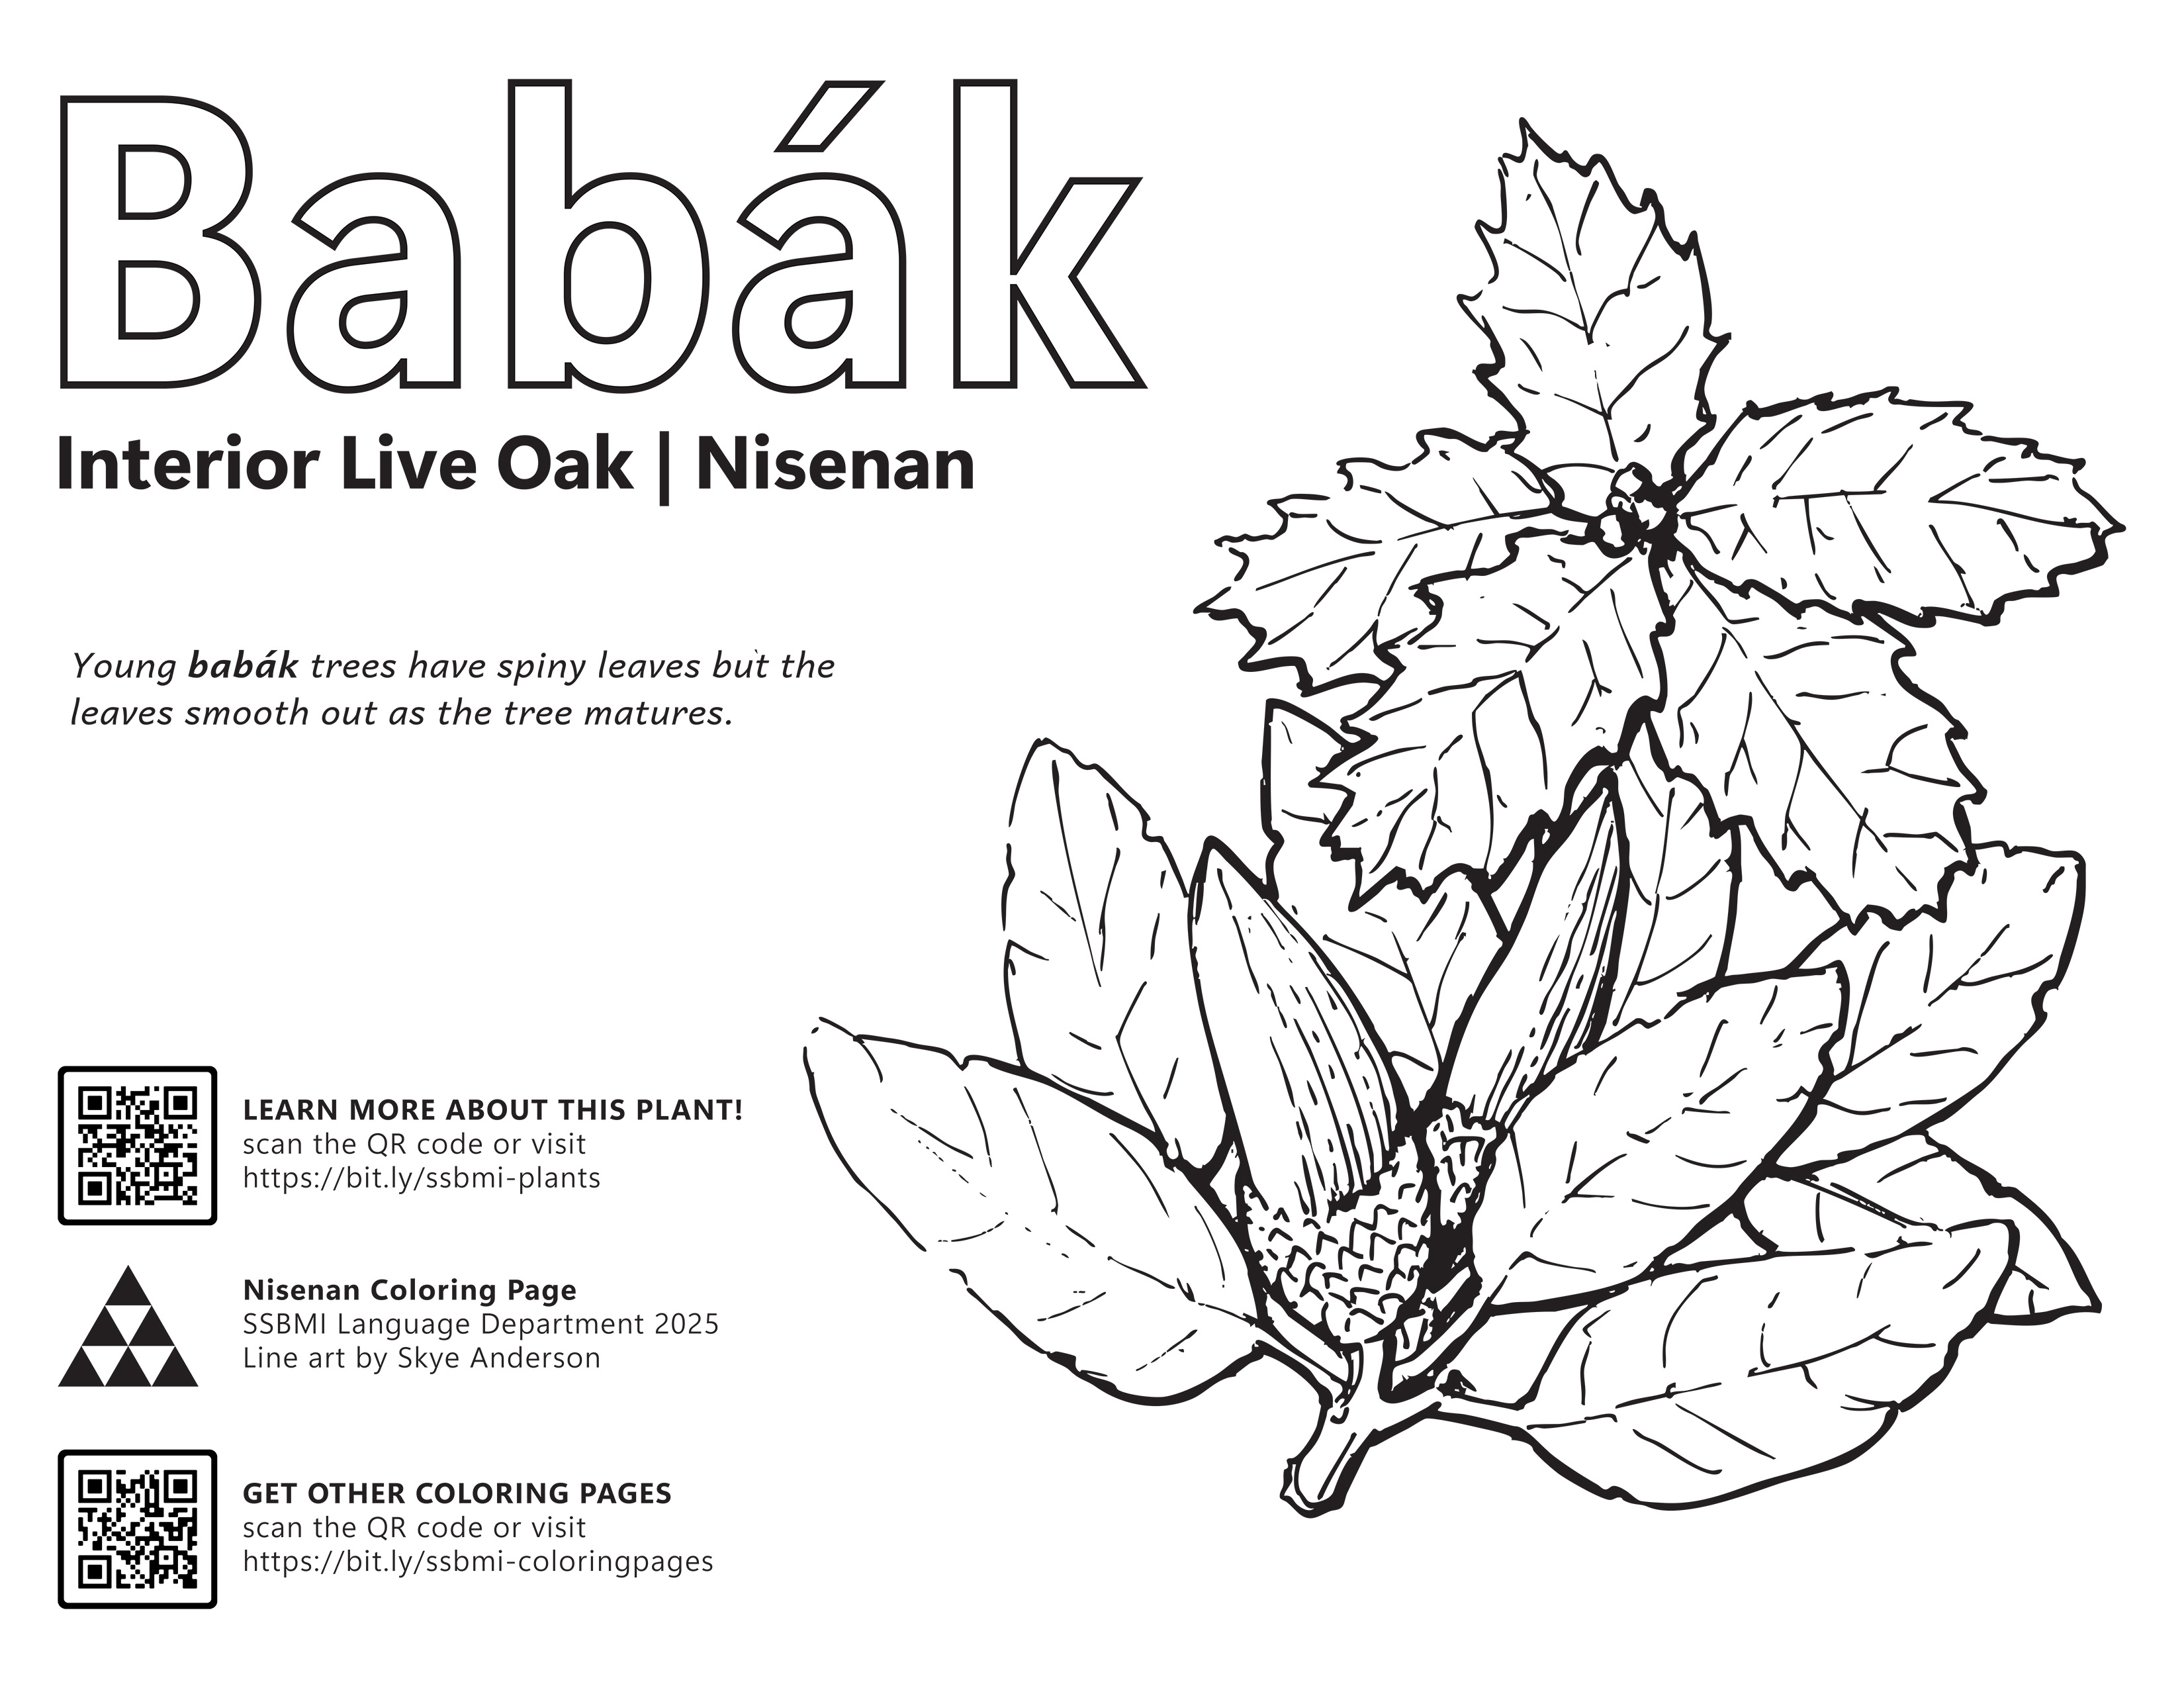 Babák
Interior Live Oak | Nisenan
Young babák trees have spiny leaves but the
leaves smooth out as the tree matures.
LEARN MORE ABOUT THIS PLANT!
scan the QR code or visit
https://bit.ly/ssbmi-plants
Nisenan Coloring Page
SSBMI Language Department 2025
Line art by Skye Anderson
GET OTHER COLORING PAGES
scan the QR code or visit
https://bit.ly/ssbmi-coloringpages